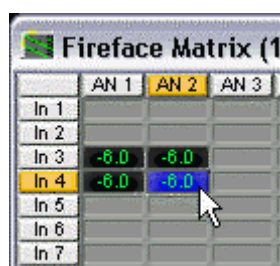 Fireface Matrix (1
AN 1 AN 2 AN 3
In 1
In 2
In 3 -6.0 -6.0
In 4 -6.0 -6.0
In 5
In 6
In 7